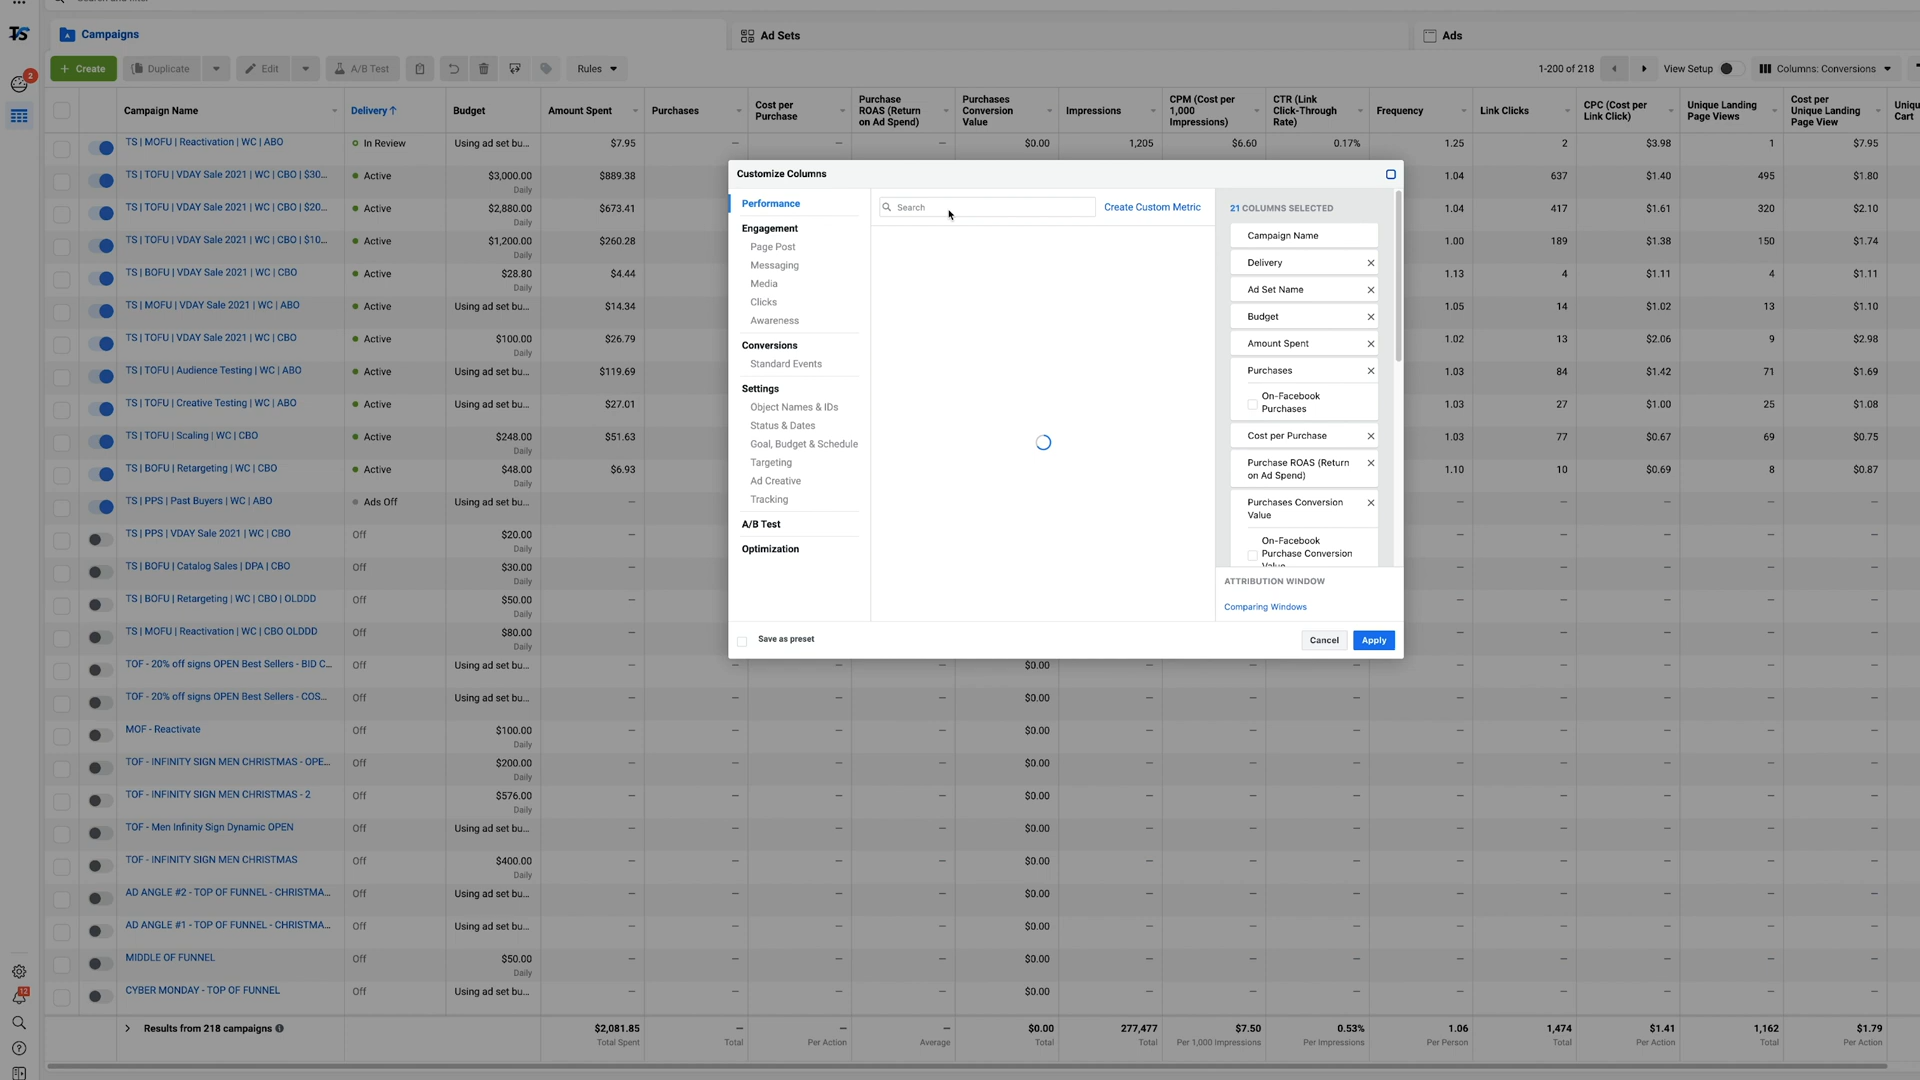 Campaigns
Ad Sets
Ads
2
+ Create
Duplicate
Edit
A/B Test
Rules
1-200 of 218
View Setup
Columns: Conversions
Campaign Name
Delivery ↑
Budget
Amount Spent
Purchases
Cost per Purchase
Purchase ROAS (Return on Ad Spend)
Purchases Conversion Value
Impressions
CPM (Cost per 1,000 Impressions)
CTR (Link Click-Through Rate)
Frequency
Link Clicks
CPC (Cost per Link Click)
Unique Landing Page Views
Cost per Unique Landing Page View
TS | MOFU | Reactivation | WC | ABO In Review Using ad set bu... $7.95 — — — $0.00 1,205 $6.60 0.17% 1.25 2 $3.98 1 $7.95
TS | TOFU | VDAY Sale 2021 | WC | CBO | $30... Active $3,000.00 Daily $889.38 1.04 637 $1.40 495 $1.80
TS | TOFU | VDAY Sale 2021 | WC | CBO | $20... Active $2,880.00 Daily $673.41 1.04 417 $1.61 320 $2.10
TS | TOFU | VDAY Sale 2021 | WC | CBO | $10... Active $1,200.00 Daily $260.28 1.00 189 $1.38 150 $1.74
TS | BOFU | VDAY Sale 2021 | WC | CBO Active $28.80 Daily $4.44 1.13 4 $1.11 4 $1.11
TS | MOFU | VDAY Sale 2021 | WC | ABO Active Using ad set bu... $14.34 1.05 14 $1.02 13 $1.10
TS | TOFU | VDAY Sale 2021 | WC | CBO Active $100.00 Daily $26.79 1.02 13 $2.06 9 $2.98
TS | TOFU | Audience Testing | WC | ABO Active Using ad set bu... $119.69 1.03 84 $1.42 71 $1.69
TS | TOFU | Creative Testing | WC | ABO Active Using ad set bu... $27.01 1.03 27 $1.00 25 $1.08
TS | TOFU | Scaling | WC | CBO Active $248.00 Daily $51.63 1.03 77 $0.67 69 $0.75
TS | BOFU | Retargeting | WC | CBO Active $48.00 Daily $6.93 1.10 10 $0.69 8 $0.87
TS | PPS | Past Buyers | WC | ABO Ads Off Using ad set bu... — — — — — —
TS | PPS | VDAY Sale 2021 | WC | CBO Off $20.00 Daily — — — — — —
TS | BOFU | Catalog Sales | DPA | CBO Off $30.00 Daily — — — — — —
TS | BOFU | Retargeting | WC | CBO | OLDDD Off $50.00 Daily — — — — — —
TS | MOFU | Reactivation | WC | CBO OLDDD Off $80.00 Daily — — — — — —
TOF - 20% off signs OPEN Best Sellers - BID C... Off Using ad set bu... — — — — $0.00 — — — — — — — —
TOF - 20% off signs OPEN Best Sellers - COS... Off Using ad set bu... — — — — $0.00 — — — — — — — —
MOF - Reactivate Off $100.00 Daily — — — — $0.00 — — — — — — — —
TOF - INFINITY SIGN MEN CHRISTMAS - OPE... Off $200.00 Daily — — — — $0.00 — — — — — — — —
TOF - INFINITY SIGN MEN CHRISTMAS - 2 Off $576.00 Daily — — — — $0.00 — — — — — — — —
TOF - Men Infinity Sign Dynamic OPEN Off Using ad set bu... — — — — $0.00 — — — — — — — —
TOF - INFINITY SIGN MEN CHRISTMAS Off $400.00 Daily — — — — $0.00 — — — — — — — —
AD ANGLE #2 - TOP OF FUNNEL - CHRISTMA... Off Using ad set bu... — — — — $0.00 — — — — — — — —
AD ANGLE #1 - TOP OF FUNNEL - CHRISTMA... Off Using ad set bu... — — — — $0.00 — — — — — — — —
MIDDLE OF FUNNEL Off $50.00 Daily — — — — $0.00 — — — — — — — —
CYBER MONDAY - TOP OF FUNNEL Off Using ad set bu... — — — — $0.00 — — — — — — — —
Results from 218 campaigns $2,081.85 — — — $0.00 277,477 $7.50 0.53% 1.06 1,474 $1.41 1,162 $1.79
Total Spent Total Per Action Average Total Total Per 1,000 Impressions Per Impressions Per Person Total Per Action Total Per Action
Customize Columns
Performance
Engagement
Page Post
Messaging
Media
Clicks
Awareness
Conversions
Standard Events
Settings
Object Names & IDs
Status & Dates
Goal, Budget & Schedule
Targeting
Ad Creative
Tracking
A/B Test
Optimization
Search
Create Custom Metric
21 COLUMNS SELECTED
Campaign Name
Delivery
Ad Set Name
Budget
Amount Spent
Purchases
On-Facebook
Purchases
Cost per Purchase
Purchase ROAS (Return
on Ad Spend)
Purchases Conversion
Value
On-Facebook
Purchase Conversion
Value
ATTRIBUTION WINDOW
Comparing Windows
Save as preset
Cancel
Apply